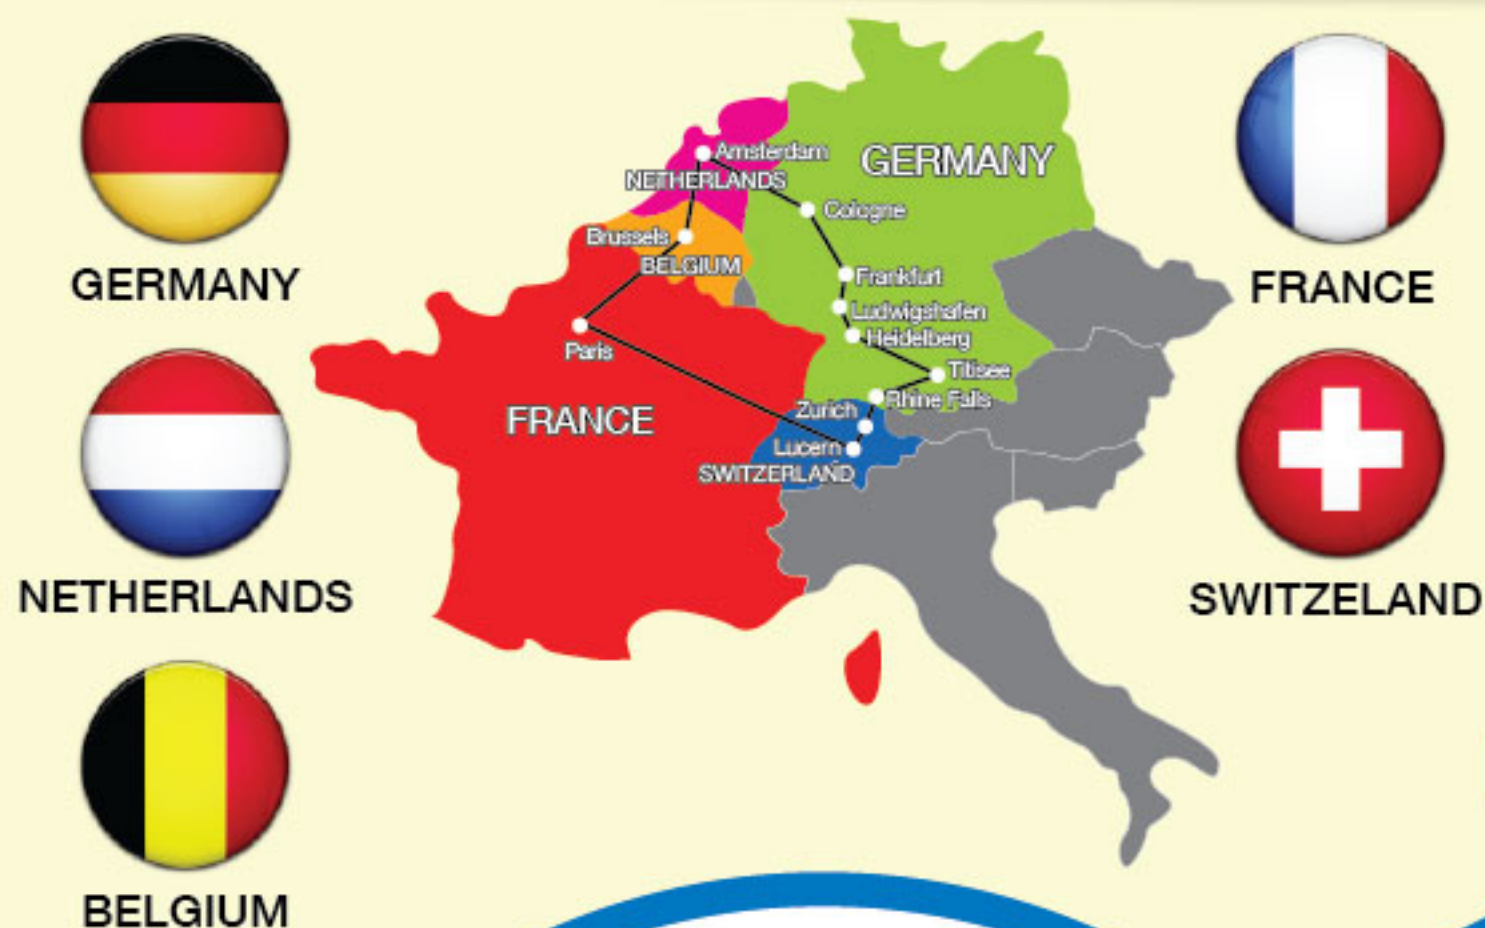 GERMANY
NETHERLANDS
BELGIUM
Amsterdam
GERMANY
NETHERLANDS
Cologne
Brussels
BELGIUM
Frankfurt
Ludwigshafen
Heidelberg
Paris
Titisee
Rhine Falls
Zurich
FRANCE
Lucern
SWITZERLAND
FRANCE
SWITZELAND